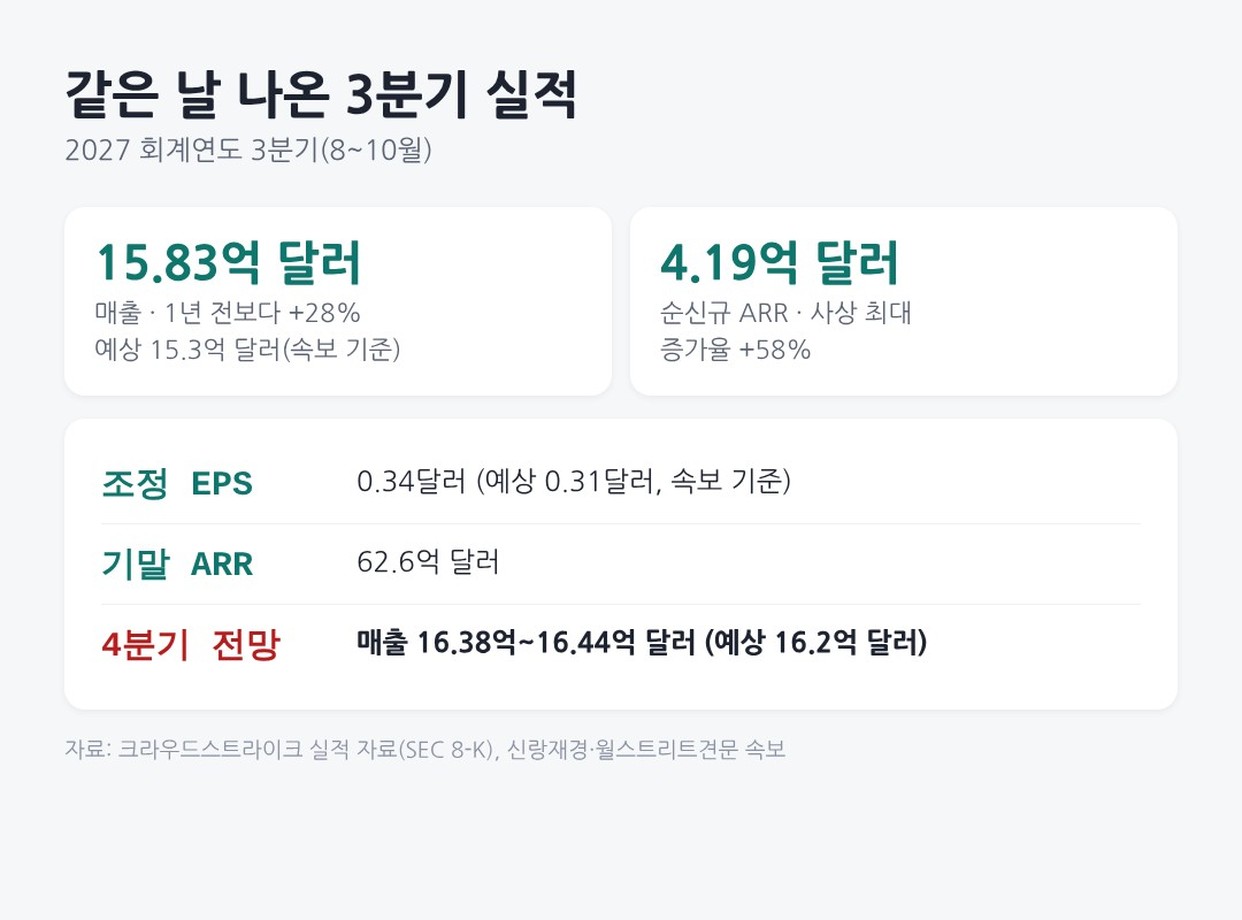 같은 날 나온 3분기 실적
2027 회계연도 3분기(8~10월)
15.83억 달러
매출 · 1년 전보다 +28%
예상 15.3억 달러(속보 기준)
4.19억 달러
순신규 ARR · 사상 최대
증가율 +58%
조정 EPS 0.34달러 (예상 0.31달러, 속보 기준)
기말 ARR 62.6억 달러
4분기 전망 매출 16.38억~16.44억 달러 (예상 16.2억 달러)
자료: 크라우드스트라이크 실적 자료(SEC 8-K), 신랑재경·월스트리트견문 속보